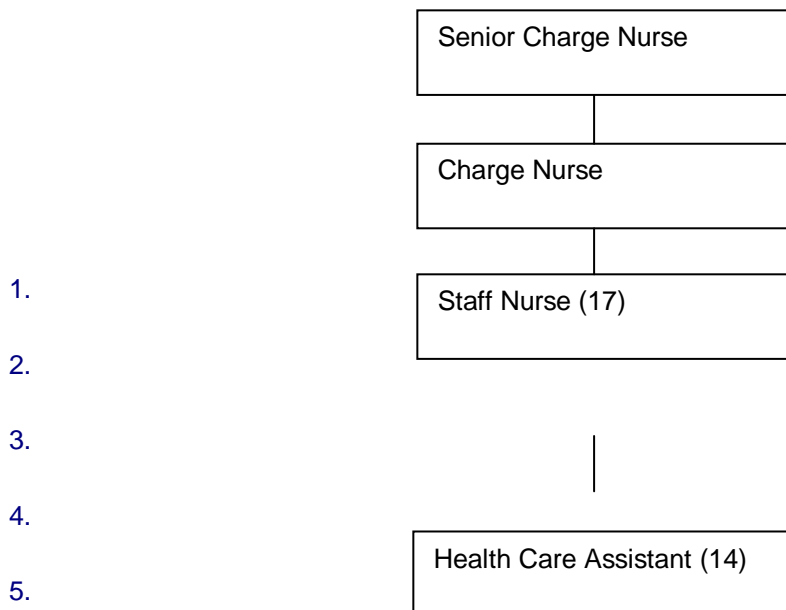 Senior Charge Nurse
Charge Nurse
1.
Staff Nurse (17)
2.
3.
4.
Health Care Assistant (14)
5.